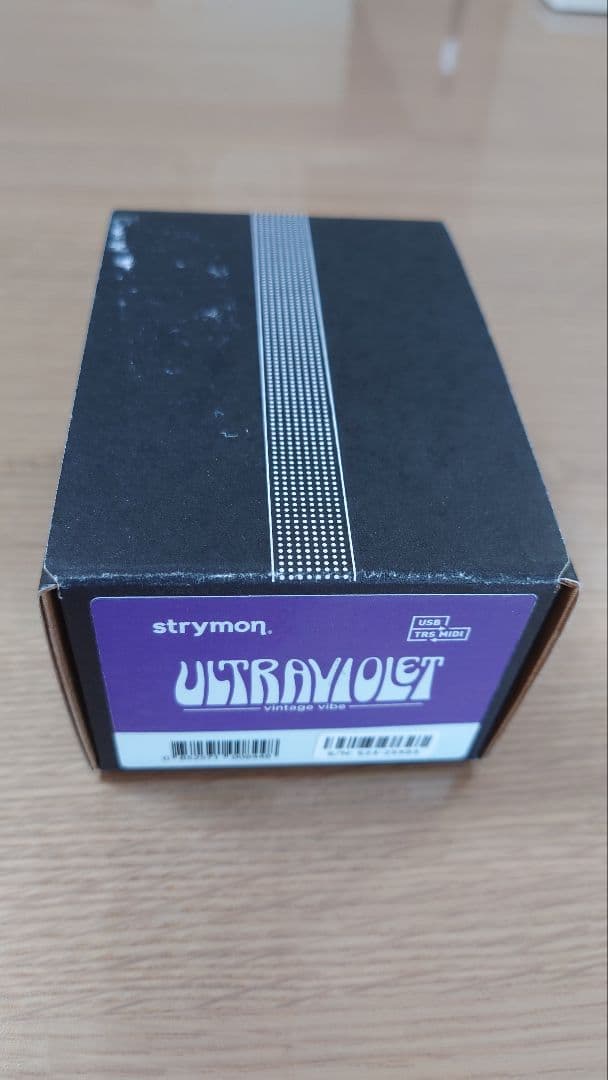 strymon®
USB
TRS MIDI
ULTRAVIOLET
vintage vibe